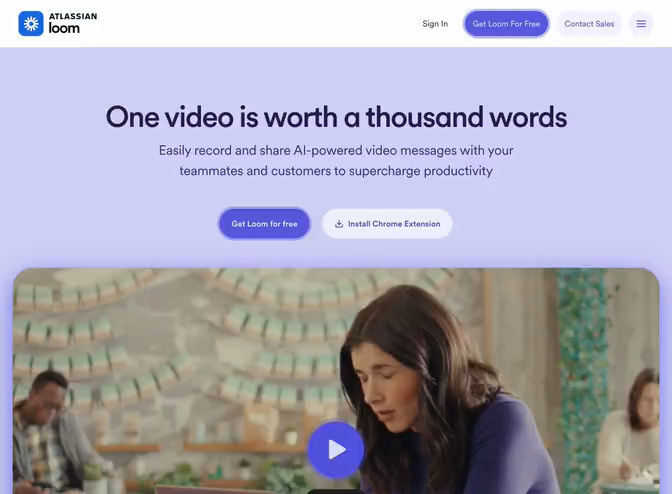 ATLASSIAN
loom
Sign In
Get Loom For Free
Contact Sales
One video is worth a thousand words
Easily record and share AI-powered video messages with your
teammates and customers to supercharge productivity
Get Loom for free
Install Chrome Extension